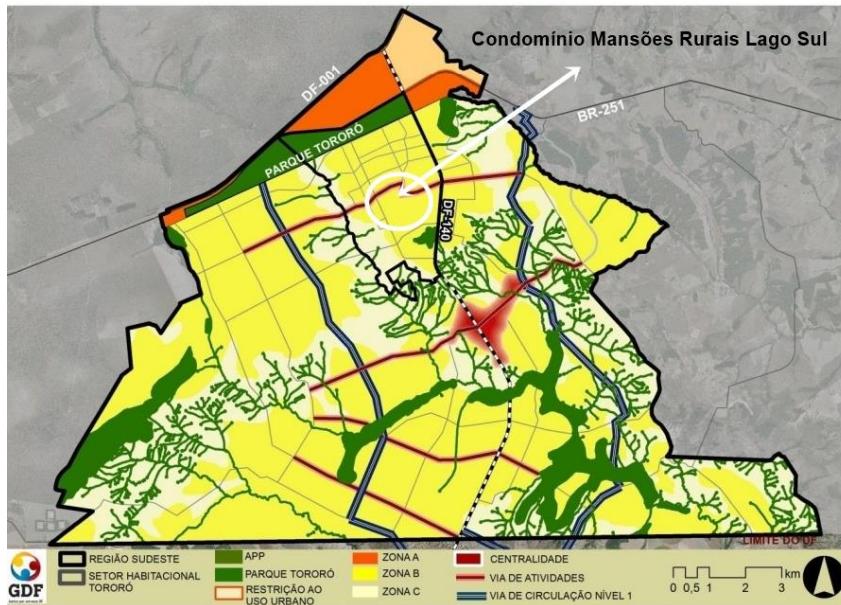 Condomínio Mansões Rurais Lago Sul
DF-001
BR-251
PARQUE TORORÓ
DF-140
LIMITE DO DF
GDF
REGIÃO SUDESTE
SETOR HABITACIONAL
TORORÓ
APP
PARQUE TORORÓ
RESTRIÇÃO AO
USO URBANO
ZONA A
ZONA B
ZONA C
CENTRALIDADE
VIA DE ATIVIDADES
VIA DE CIRCULAÇÃO NÍVEL 1
km
0 0,5 1 2 3